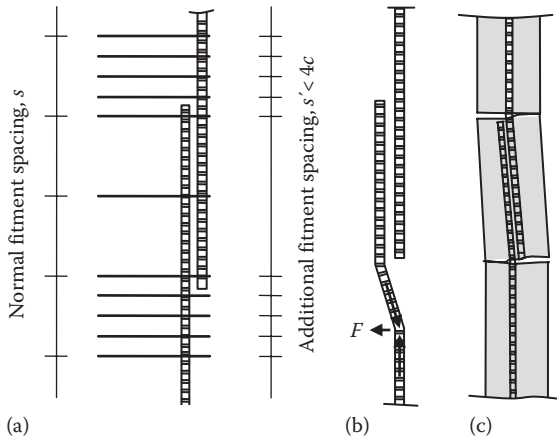 Normal fitment spacing, s
Additional fitment spacing, s′ < 4c
F
(a)
(b)
(c)